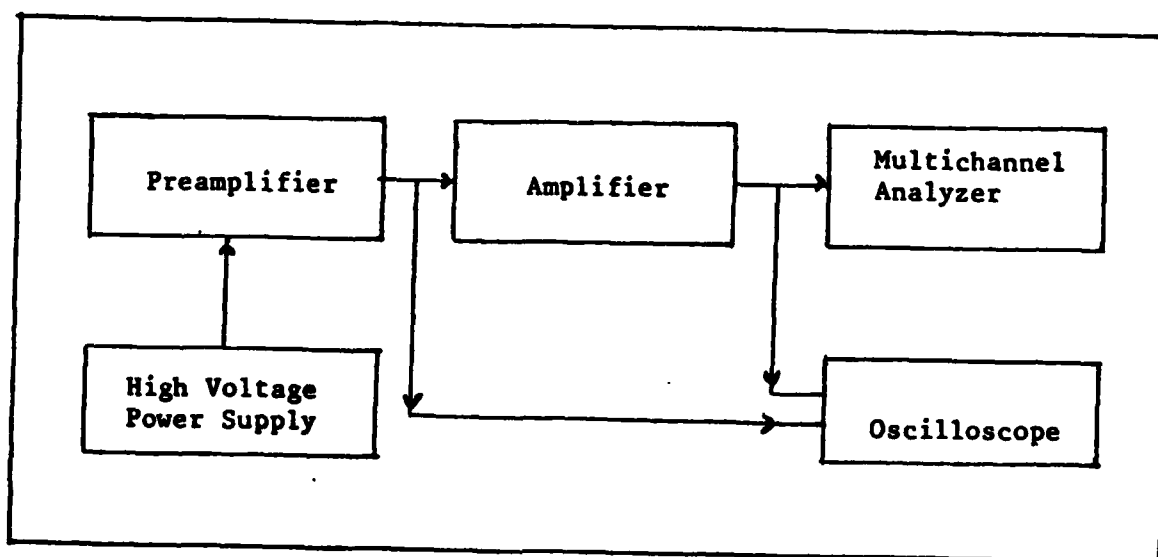 Preamplifier
Amplifier
Multichannel
Analyzer
High Voltage
Power Supply
Oscilloscope